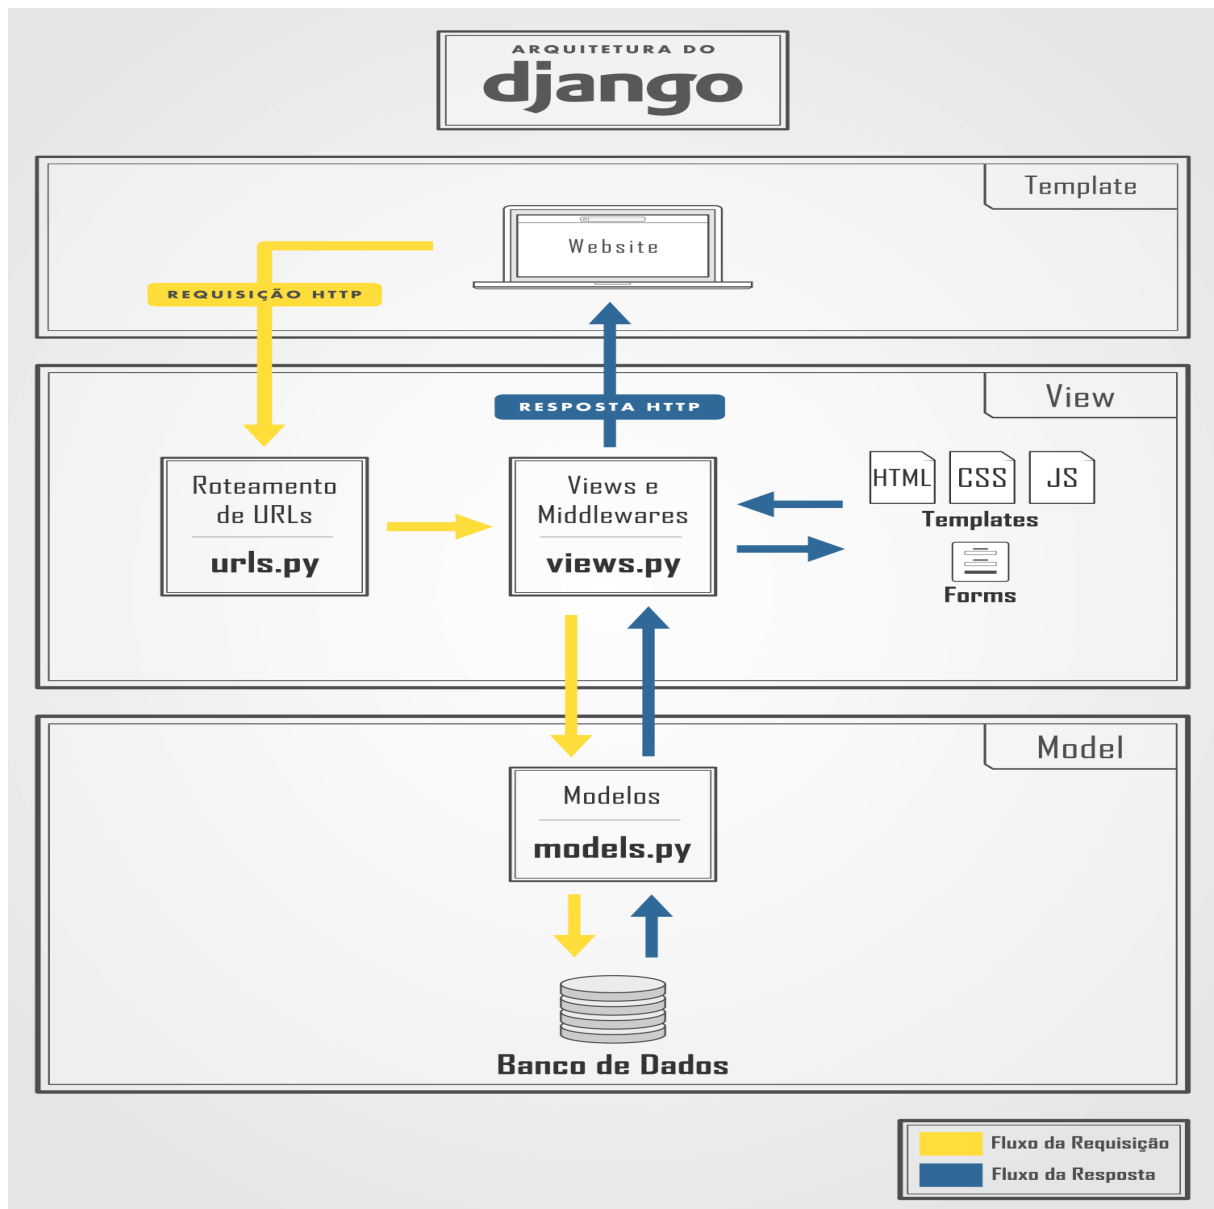 ARQUITETURA DO
django
Template
Website
REQUISIÇÃO HTTP
View
RESPOSTA HTTP
Roteamento
de URLs
urls.py
Views e
Middlewares
views.py
HTML CSS JS
Templates
Forms
Model
Modelos
models.py
Banco de Dados
Fluxo da Requisição
Fluxo da Resposta